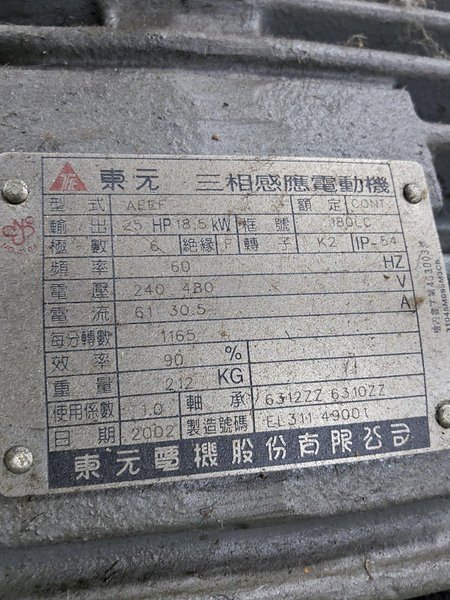 東元 三相感應電動機
型式 AEEF 額定 CONT
輸出 25 HP 18.5 kW 框號 180LC
極數 6 絕緣 F 轉子 K2 IP-54
頻率 60 HZ
電壓 240 480 V
電流 61 30.5 A
每分轉數 1165
效率 90 %
重量 212 KG
使用係數 1.0 軸承 6312ZZ 6310ZZ
日期 2002 製造號碼 EL311 49001
東元電機股份有限公司